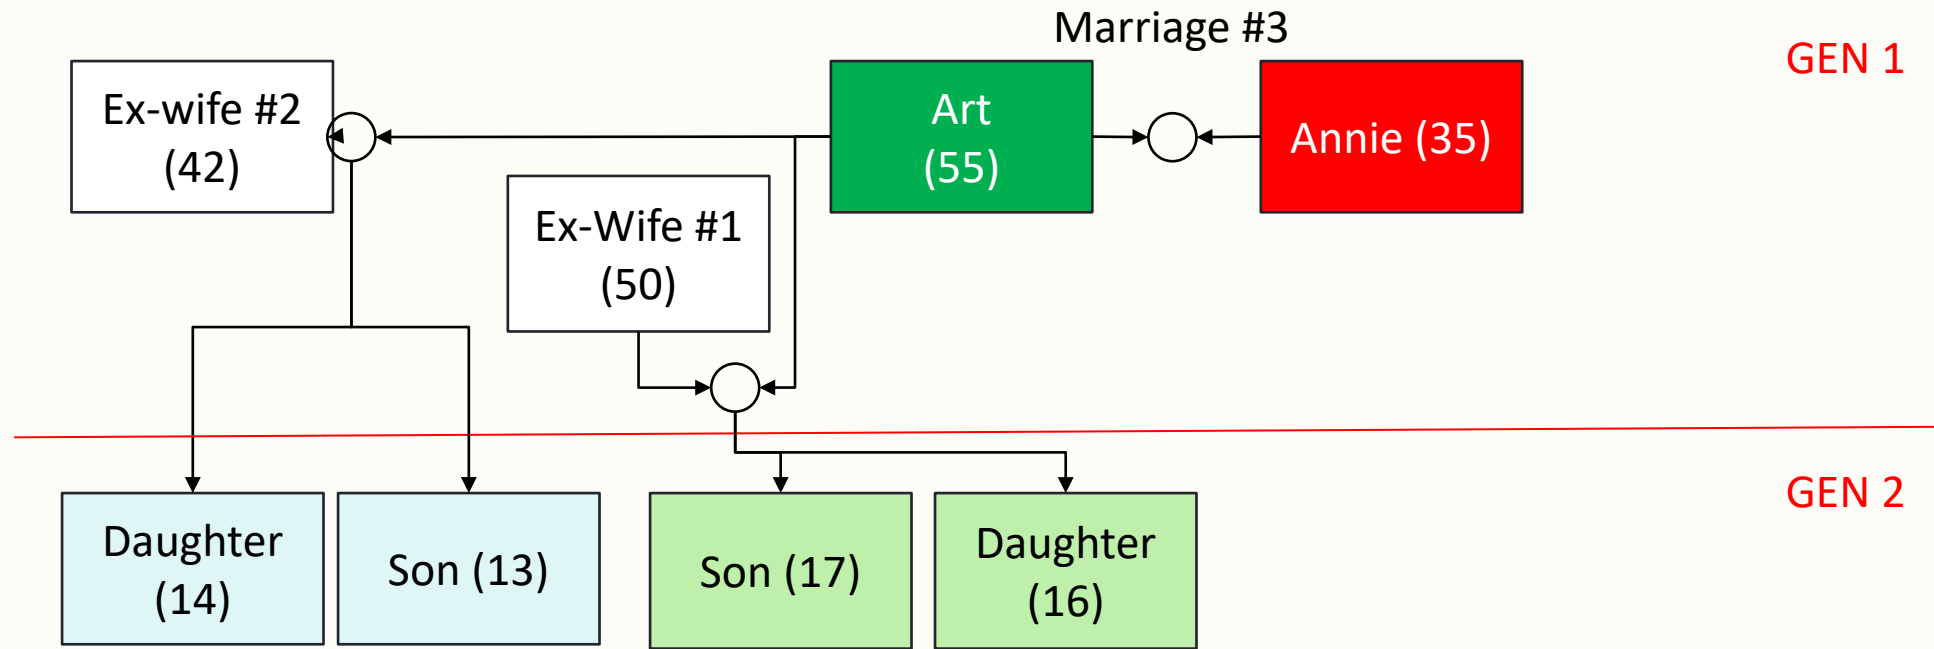 Marriage #3
GEN 1
Ex-wife #2
(42)
Art
(55)
Annie (35)
Ex-Wife #1
(50)
GEN 2
Daughter
(14)
Son (13)
Son (17)
Daughter
(16)